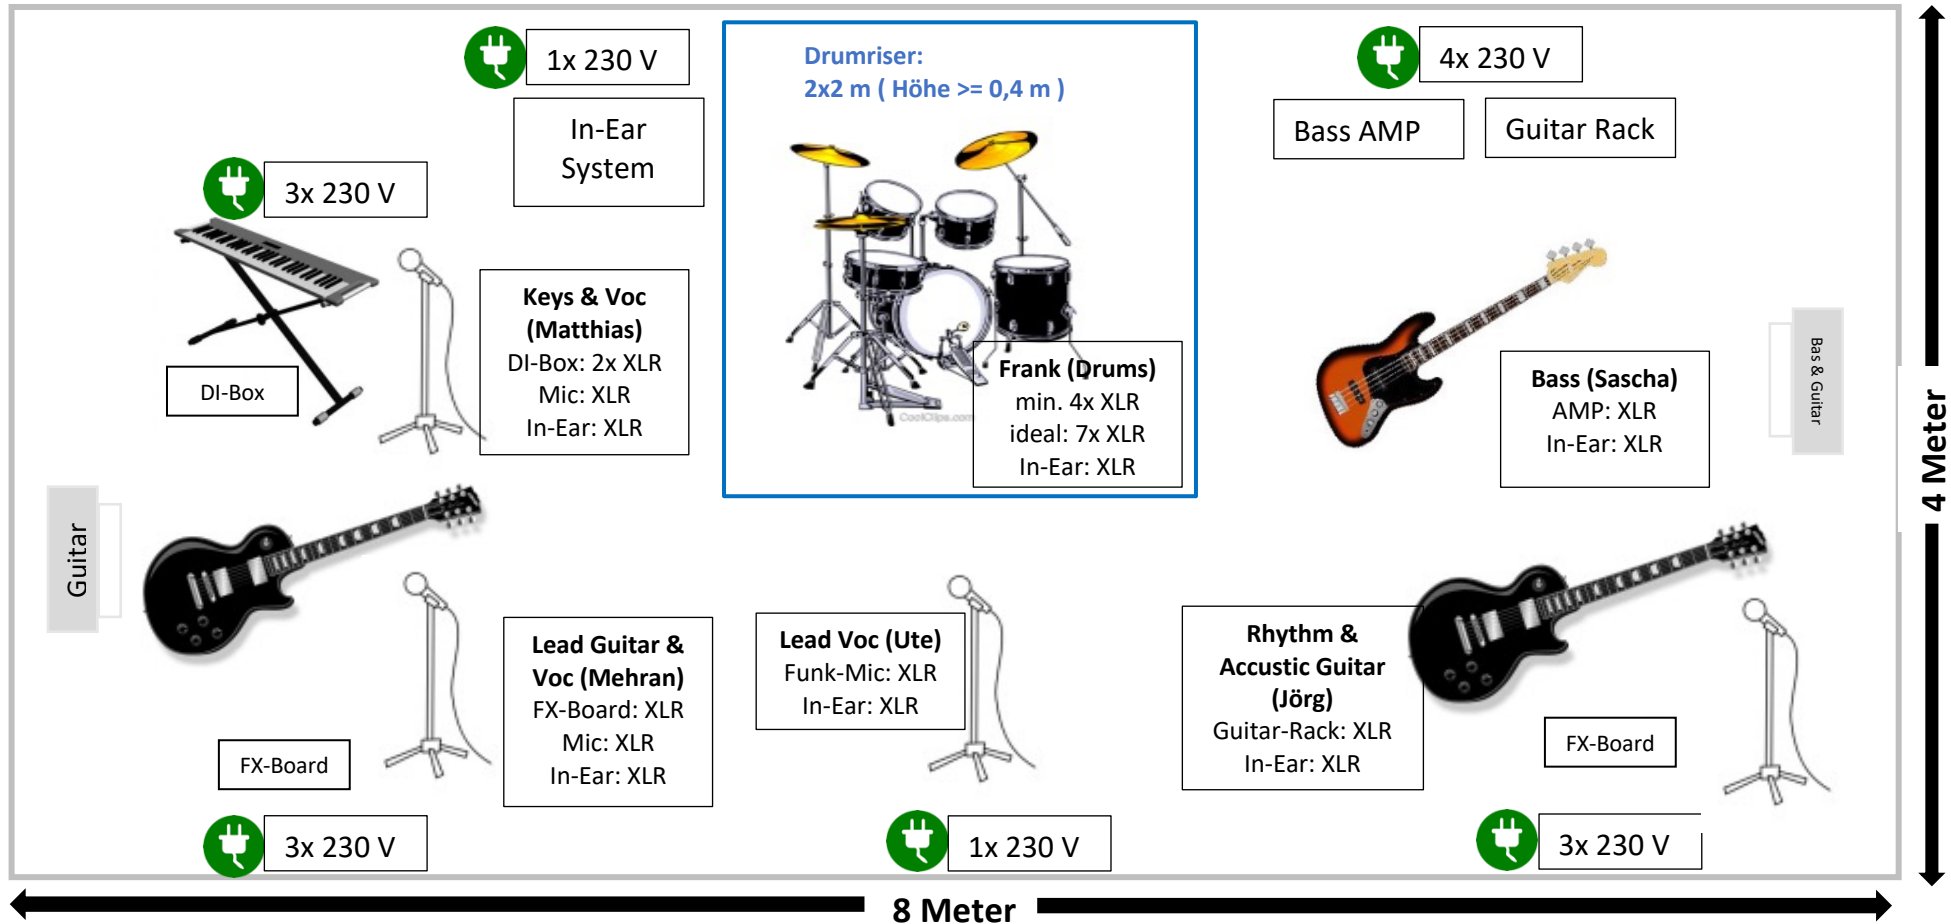 1x 230 V
Drumriser:
2x2 m ( Höhe >= 0,4 m )
4x 230 V
In-Ear
System
Bass AMP
Guitar Rack
3x 230 V
Keys & Voc
(Matthias)
DI-Box: 2x XLR
Mic: XLR
In-Ear: XLR
DI-Box
Frank (Drums)
min. 4x XLR
ideal: 7x XLR
In-Ear: XLR
CoolClips.com
Bass (Sascha)
AMP: XLR
In-Ear: XLR
Bas & Guitar
4 Meter
Guitar
Lead Guitar &
Voc (Mehran)
FX-Board: XLR
Mic: XLR
In-Ear: XLR
FX-Board
Lead Voc (Ute)
Funk-Mic: XLR
In-Ear: XLR
Rhythm &
Accustic Guitar
(Jörg)
Guitar-Rack: XLR
In-Ear: XLR
FX-Board
3x 230 V
1x 230 V
3x 230 V
8 Meter